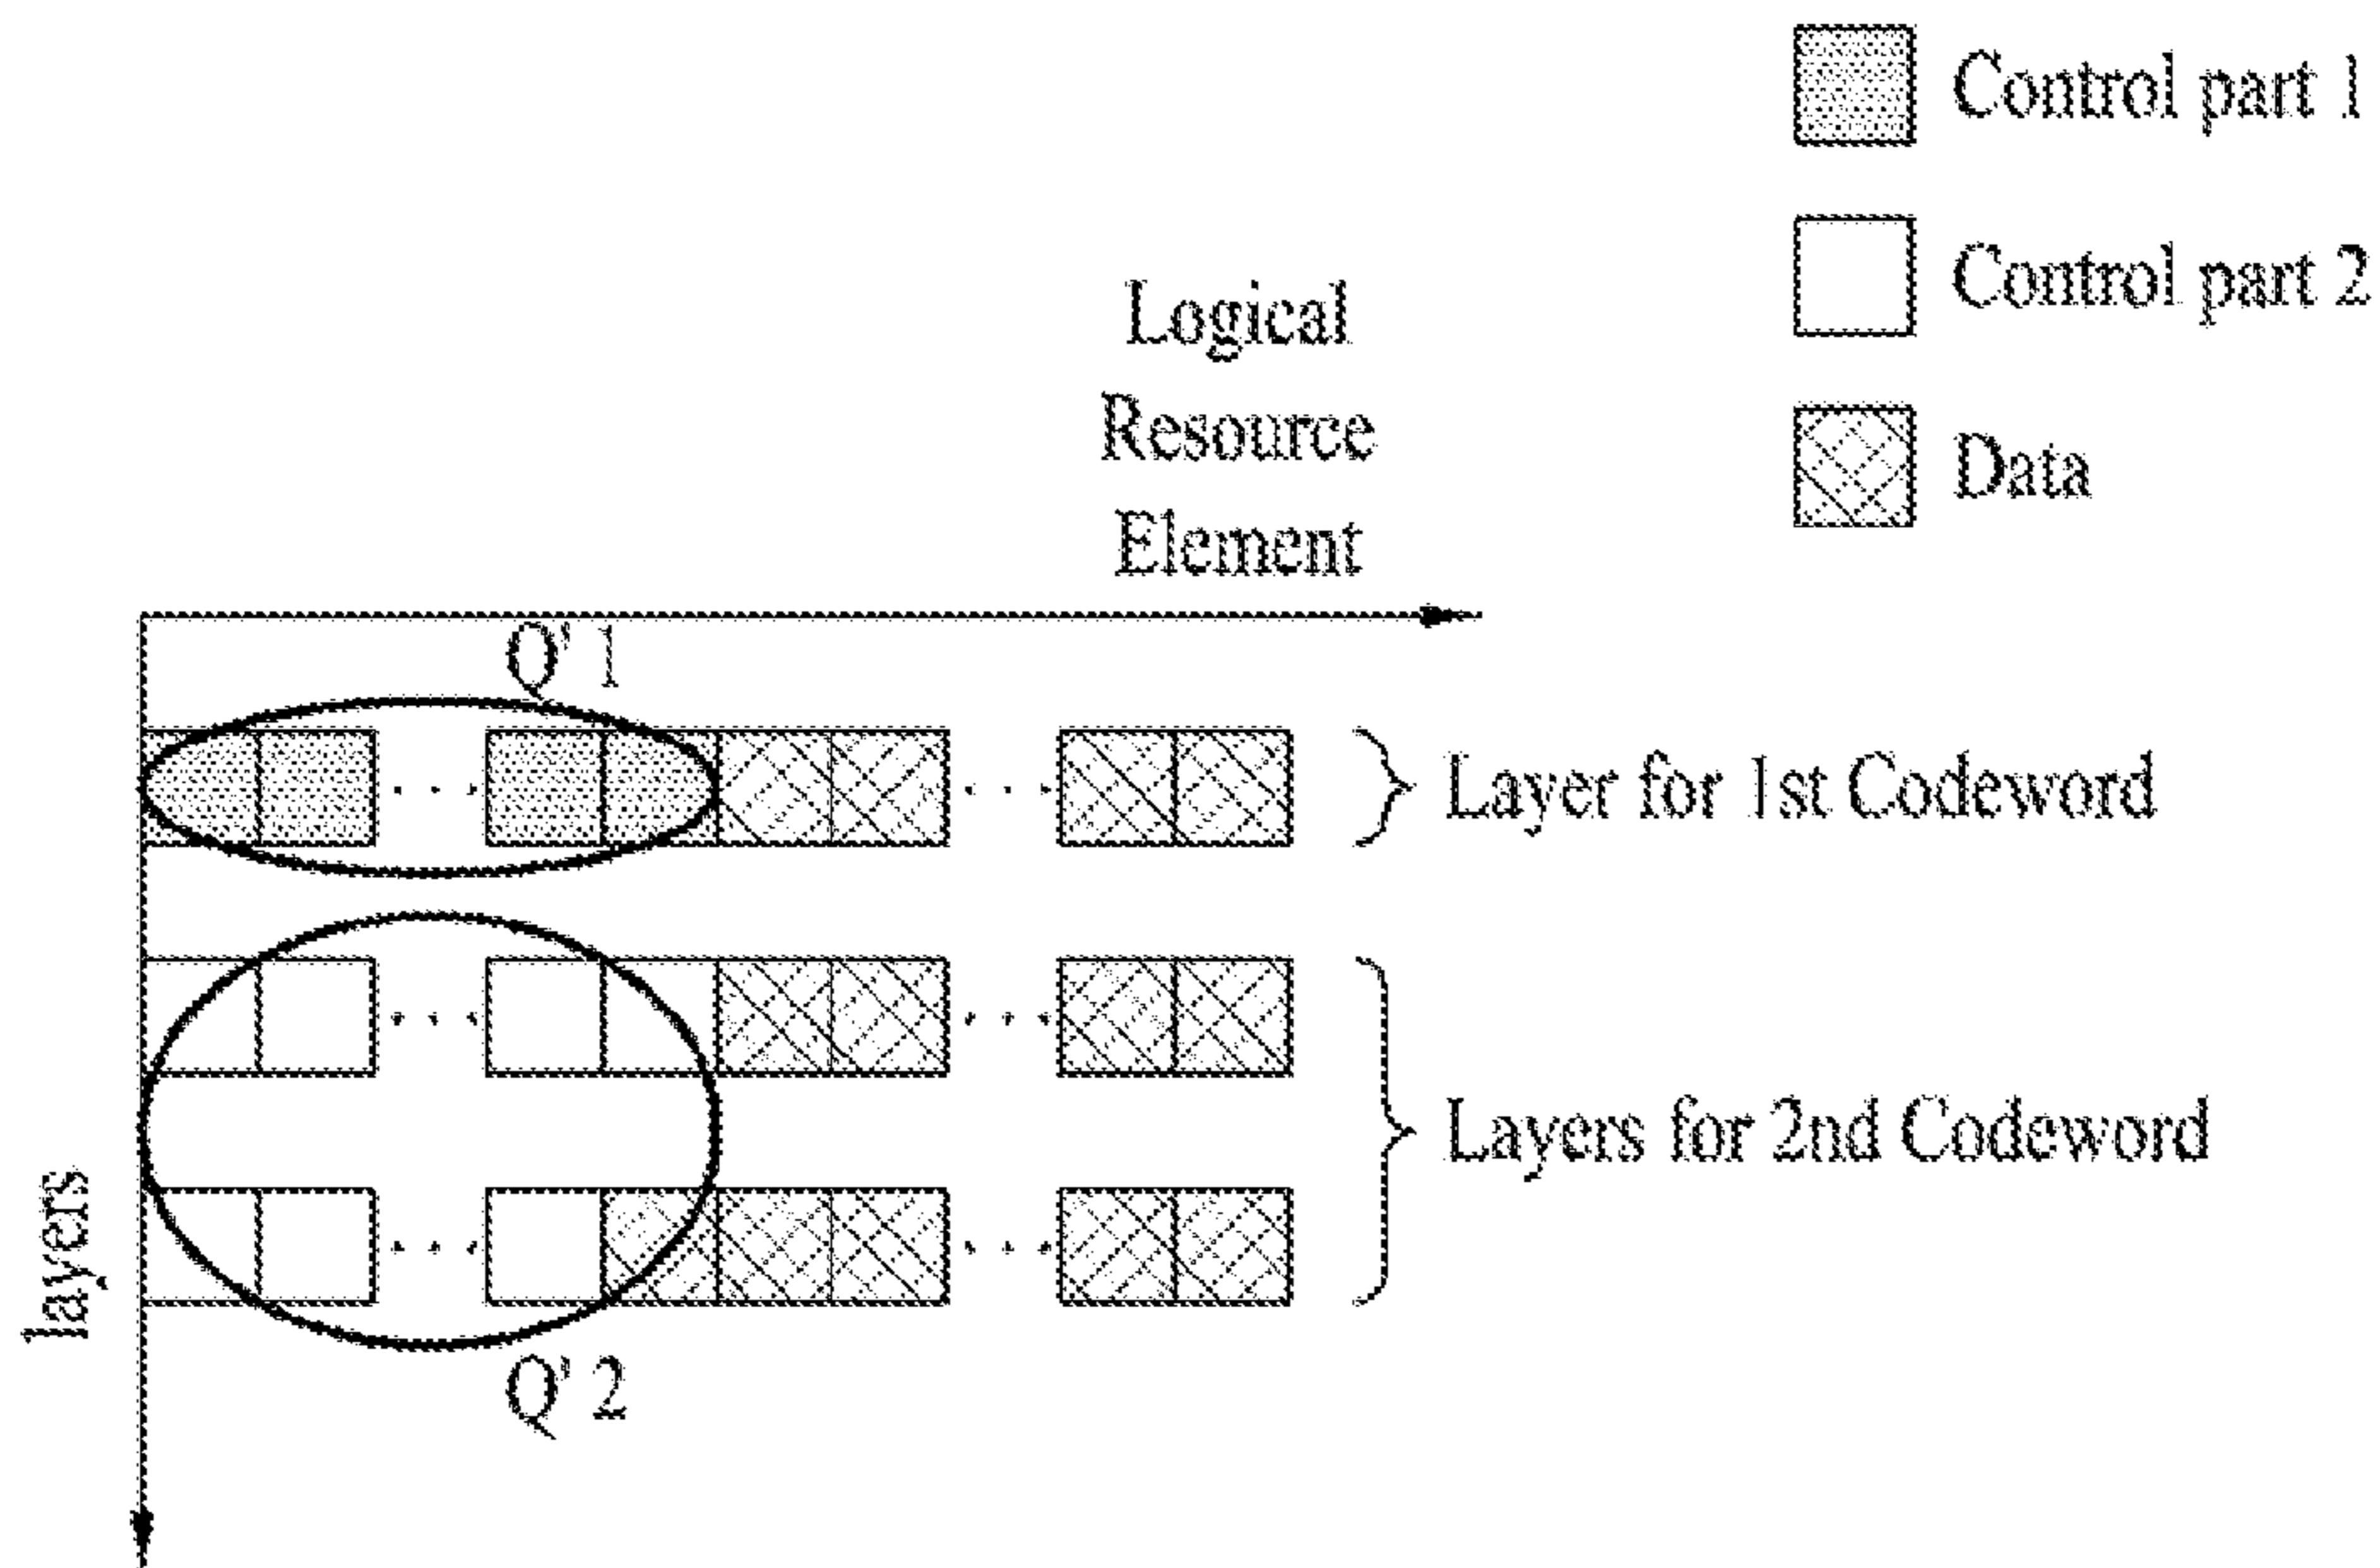 Control part 1
Control part 2
Data
Logical
Resource
Element
Q' 1
Layer for 1st Codeword
Layers for 2nd Codeword
layers
Q' 2